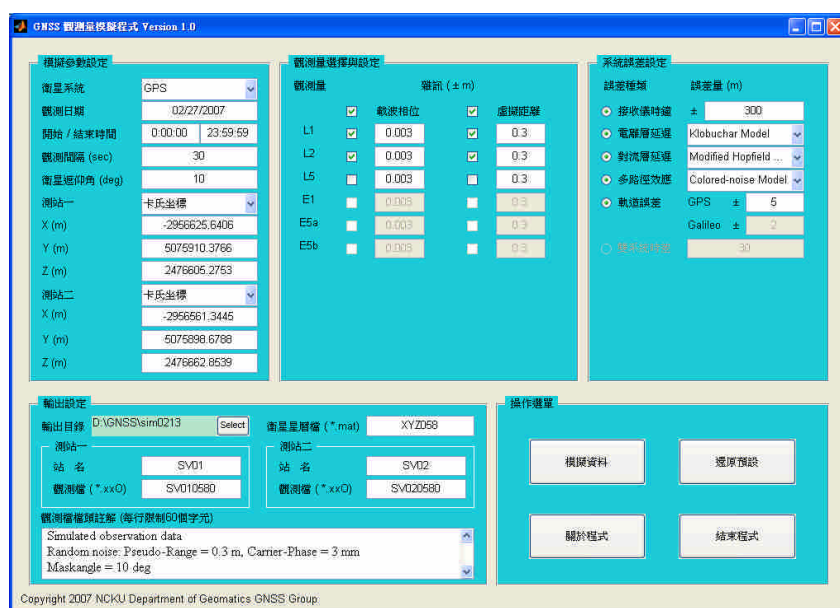 GNSS 觀測量模擬程式 Version 1.0
模擬參數設定
衛星系統 GPS
觀測日期 02/27/2007
開始 / 結束時間 0:00:00 23:59:59
觀測間隔 (sec) 30
衛星遮仰角 (deg) 10
測站一 卡氏坐標
X (m) -2956625.6406
Y (m) 5075910.3766
Z (m) 2476605.2753
測站二 卡氏坐標
X (m) -2956561.3445
Y (m) 5075898.6788
Z (m) 2476662.8539
觀測量選擇與設定
觀測量 雜訊 (± m)
載波相位 虛擬距離
L1 0.003 0.3
L2 0.003 0.3
L5 0.003 0.3
E1 0.003 0.3
E5a 0.003 0.3
E5b 0.003 0.3
系統誤差設定
誤差種類 誤差量 (m)
接收儀時鐘 ± 300
電離層延遲 Klobuchar Model
對流層延遲 Modified Hopfield ...
多路徑效應 Colored-noise Model
軌道誤差 GPS ± 5
Galileo ± 2
30
輸出設定
輸出目錄 D:\GNSS\sim0213 Select
衛星星曆檔 (*.mat) XYZ058
測站一
站 名 SV01
觀測檔 (*.xxO) SV010580
測站二
站 名 SV02
觀測檔 (*.xxO) SV020580
觀測檔檔頭註解 (每行限制60個字元)
Simulated observation data
Random noise: Pseudo-Range = 0.3 m, Carrier-Phase = 3 mm
Maskangle = 10 deg
操作選單
模擬資料
還原預設
關於程式
結束程式
Copyright 2007 NCKU Department of Geomatics GNSS Group